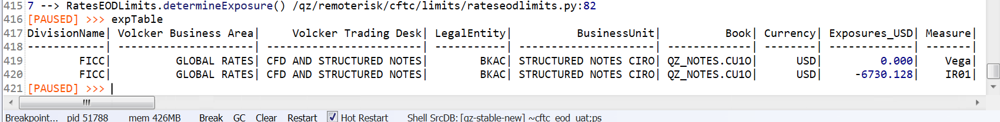 415 7 --> RatesEODLimits.determineExposure() /qz/remoterisk/cftc/limits/rateseodlimits.py:82
416 [PAUSED] >>> expTable
417 DivisionName| Volcker Business Area| Volcker Trading Desk| LegalEntity| BusinessUnit| Book| Currency| Exposures_USD| Measure|
418 ------------| ---------------------| -----------------------| -----------| ----------------------| -------------| --------| -------------| -------|
419 FICC| GLOBAL RATES| CFD AND STRUCTURED NOTES| BKAC| STRUCTURED NOTES CIRO| QZ_NOTES.CU1O| USD| 0.000| Vega|
420 FICC| GLOBAL RATES| CFD AND STRUCTURED NOTES| BKAC| STRUCTURED NOTES CIRO| QZ_NOTES.CU1O| USD| -6730.128| IR01|
421 [PAUSED] >>>
Breakpoint... pid 51788 mem 426MB Break GC Clear Restart Hot Restart Shell SrcDB: [qz-stable-new] ~cftc_eod_uat;ps